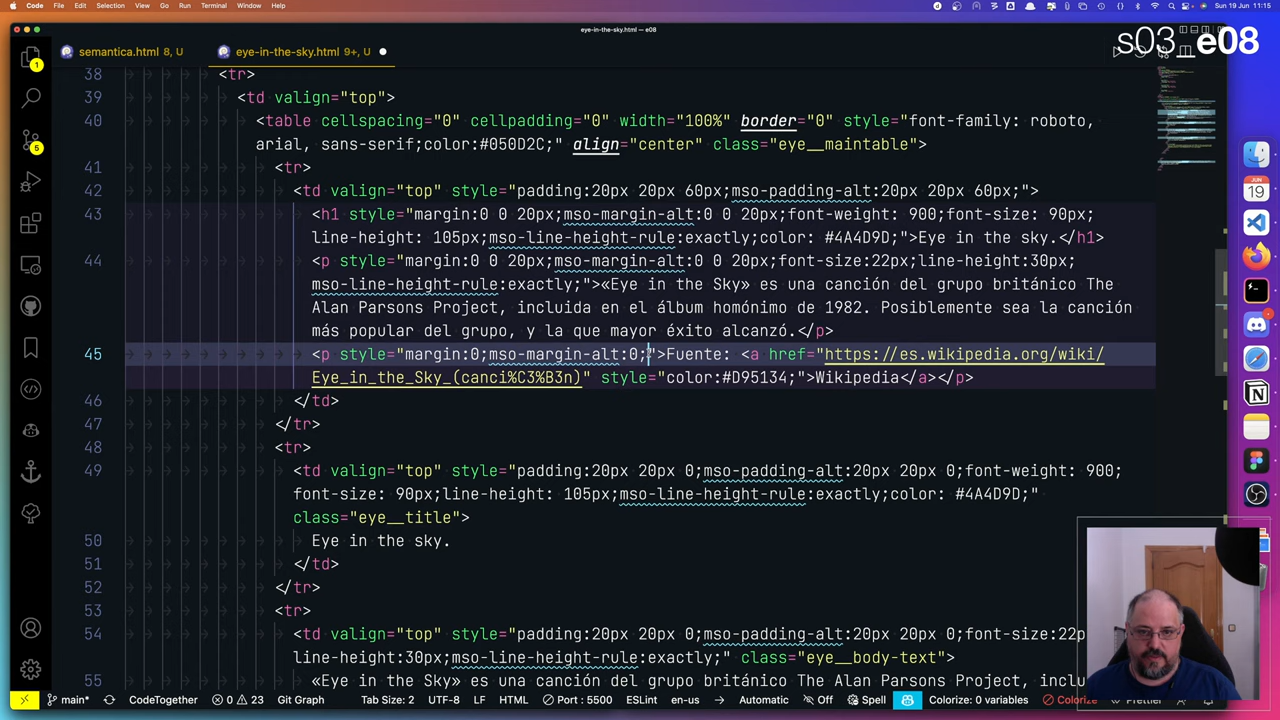 Code File Edit Selection View Go Run Terminal Window Help Sun 19 Jun 11:15
eye-in-the-sky.html — e08
s03 e08
semantica.html 8, U
eye-in-the-sky.html 9+, U
38 <tr>
39 <td valign="top">
40 <table cellspacing="0" cellpadding="0" width="100%" border="0" style="font-family: roboto,
arial, sans-serif;color:#2D2D2C;" align="center" class="eye__maintable">
41 <tr>
42 <td valign="top" style="padding:20px 20px 60px;mso-padding-alt:20px 20px 60px;">
43 <h1 style="margin:0 0 20px;mso-margin-alt:0 0 20px;font-weight: 900;font-size: 90px;
line-height: 105px;mso-line-height-rule:exactly;color: #4A4D9D;">Eye in the sky.</h1>
44 <p style="margin:0 0 20px;mso-margin-alt:0 0 20px;font-size:22px;line-height:30px;
mso-line-height-rule:exactly;">«Eye in the Sky» es una canción del grupo británico The
Alan Parsons Project, incluida en el álbum homónimo de 1982. Posiblemente sea la canción
más popular del grupo, y la que mayor éxito alcanzó.</p>
45 <p style="margin:0;mso-margin-alt:0;">Fuente: <a href="https://es.wikipedia.org/wiki/
Eye_in_the_Sky_(canci%C3%B3n)" style="color:#D95134;">Wikipedia</a></p>
46 </td>
47 </tr>
48 <tr>
49 <td valign="top" style="padding:20px 20px 0;mso-padding-alt:20px 20px 0;font-weight: 900;
font-size: 90px;line-height: 105px;mso-line-height-rule:exactly;color: #4A4D9D;"
class="eye__title">
50 Eye in the sky.
51 </td>
52 </tr>
53 <tr>
54 <td valign="top" style="padding:20px 20px 0;mso-padding-alt:20px 20px 0;font-size:22p
line-height:30px;mso-line-height-rule:exactly;" class="eye__body-text">
55 «Eye in the Sky» es una canción del grupo británico The Alan Parsons Project, inclu
main* CodeTogether 0 23 Git Graph Tab Size: 2 UTF-8 LF HTML Port : 5500 ESLint en-us Automatic Off Spell Colorize: 0 variables Colorize Prettier
1
5
JUN
19